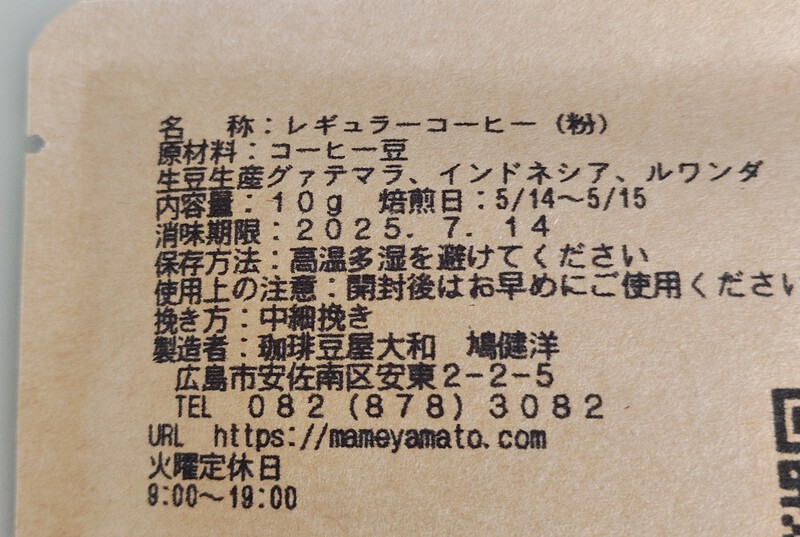 名　　称：レギュラーコーヒー（粉）
原材料：コーヒー豆
生豆生産グァテマラ、インドネシア、ルワンダ
内容量：１０ｇ　焙煎日：5/14～5/15
消味期限：２０２５．７．１４
保存方法：高温多湿を避けてください
使用上の注意：開封後はお早めにご使用ください
挽き方：中細挽き
製造者：珈琲豆屋大和　鳩健洋
広島市安佐南区安東２−２−５
TEL　０８２（８７８）３０８２
URL　https://mameyamato.com
火曜定休日
9:00～19:00